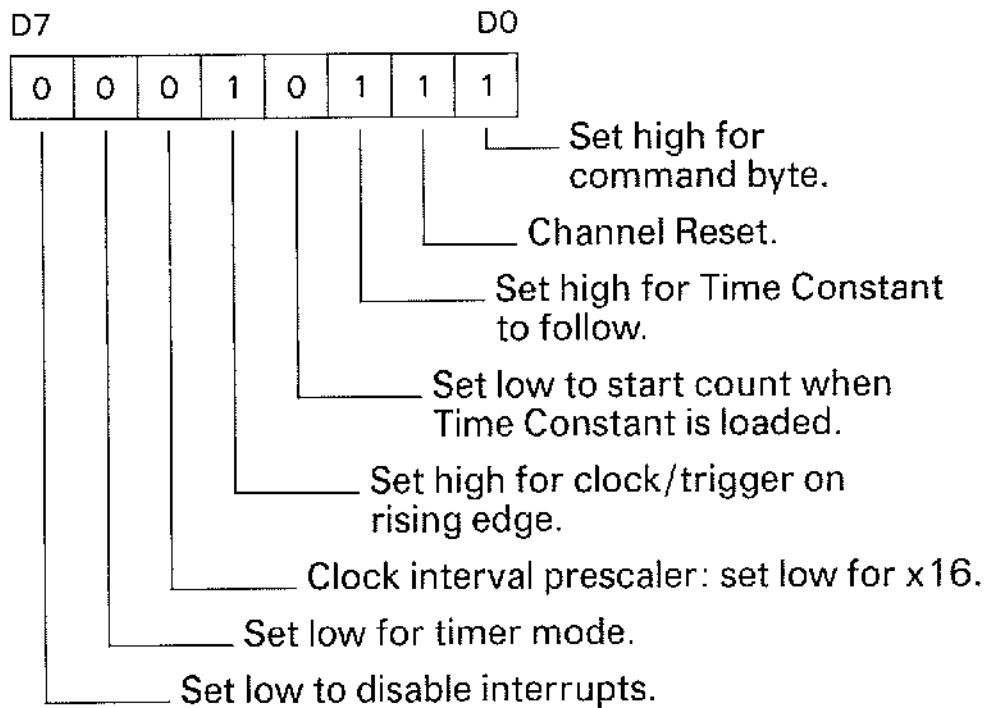 D7 D0
0 0 0 1 0 1 1 1
Set high for
command byte.
Channel Reset.
Set high for Time Constant
to follow.
Set low to start count when
Time Constant is loaded.
Set high for clock/trigger on
rising edge.
Clock interval prescaler: set low for x16.
Set low for timer mode.
Set low to disable interrupts.